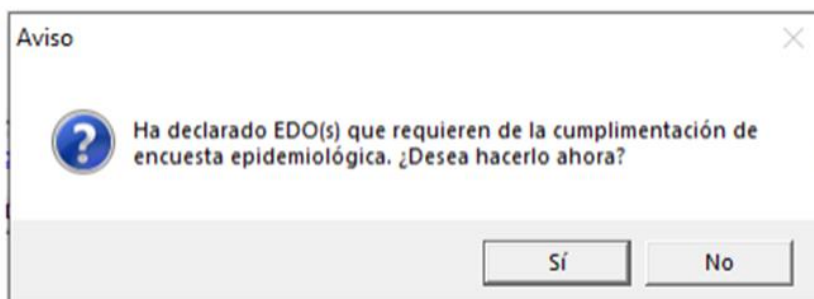 Aviso
Ha declarado EDO(s) que requieren de la cumplimentación de
encuesta epidemiológica. ¿Desea hacerlo ahora?
Sí No